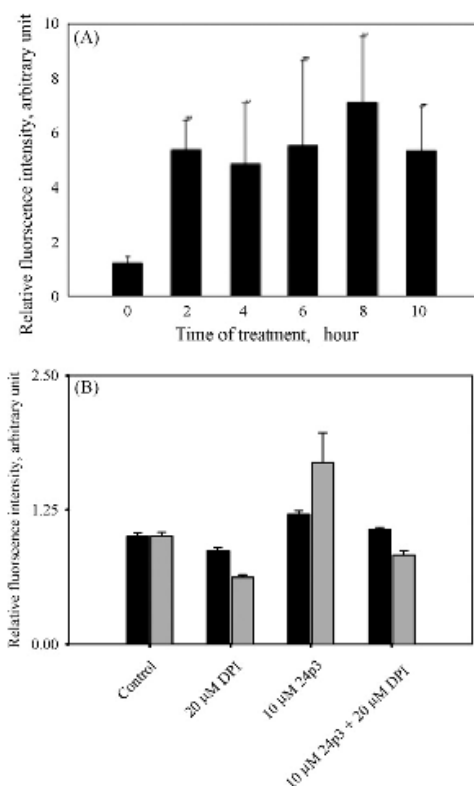 Relative fluorscence intensity, arbitrary unit
(A)
10
8
6
4
2
0
0 2 4 6 8 10
Time of treatment, hour
Relative fluorescence intensity, arbitrary unit
(B)
2.50
1.25
0.00
Control
20 µM DPI
10 µM 24p3
10 µM 24p3 + 20 µM DPI